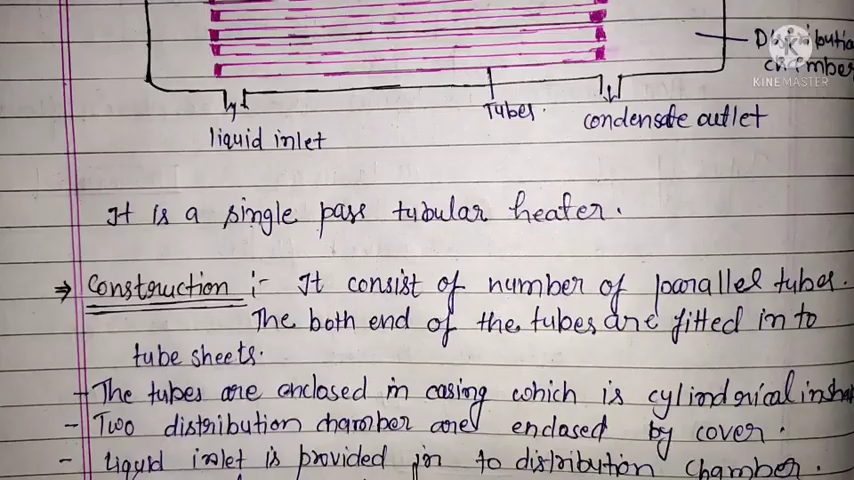 Distribution
chamber
KINEMASTER
Tubes.
liquid inlet
condensate outlet
It is a single pass tubular heater.
⇒ Construction :- It consist of number of parallel tubes.
The both end of the tubes are fitted in to
tube sheets.
- The tubes are enclosed in casing which is cylinderical in sha
- Two distribution chamber are enclosed by cover.
- Liquid inlet is provided in to distribution chamber.